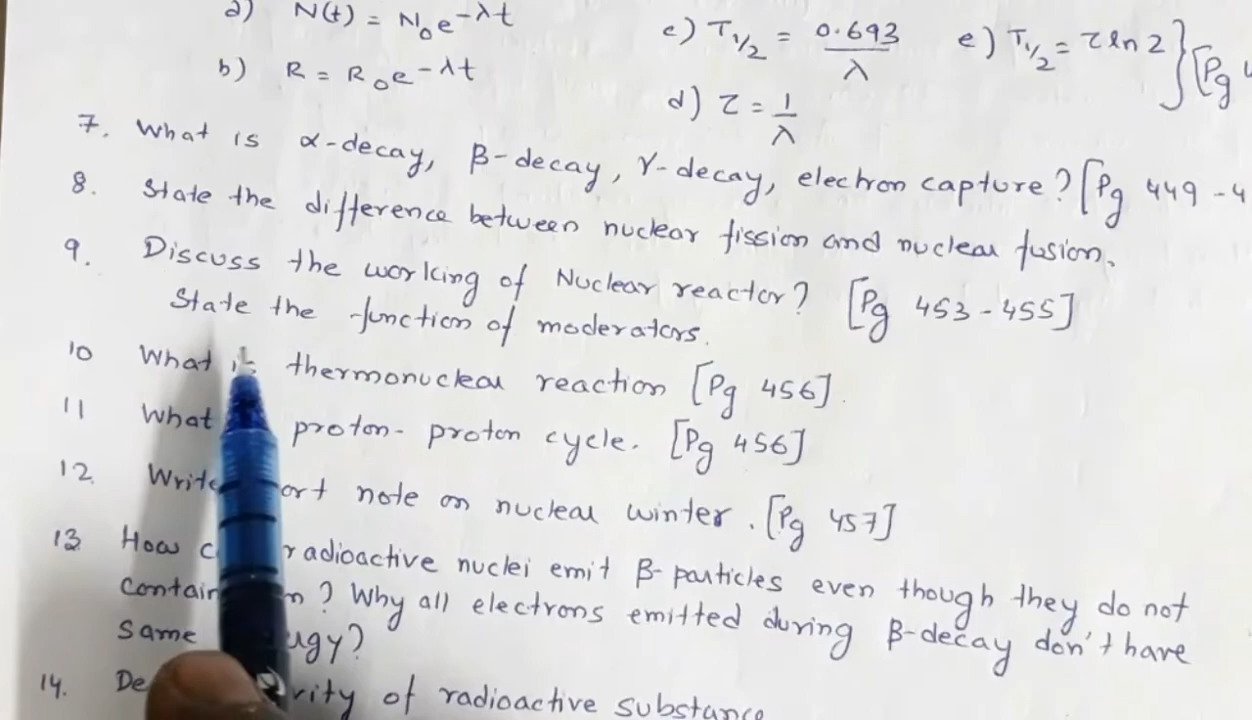 a) N(t) = N₀e^-λt
b) R = R₀e^-λt
c) T₁/₂ = 0.693/λ
d) τ = 1/λ
e) T₁/₂ = τ ln 2 } [Pg
7. What is α-decay, β-decay, γ-decay, electron capture? [Pg 449-4
8. State the difference between nuclear fission and nuclear fusion.
9. Discuss the working of Nuclear reactor? [Pg 453-455]
State the function of moderators.
10 What is thermonuclear reaction [Pg 456].
11 What proton-proton cycle. [Pg 456]
12. Write ort note on nuclear winter. [Pg 457]
13. How c radioactive nuclei emit β-particles even though they do not
contain n? Why all electrons emitted during β-decay don't have
same ergy?
14. De vity of radioactive substance